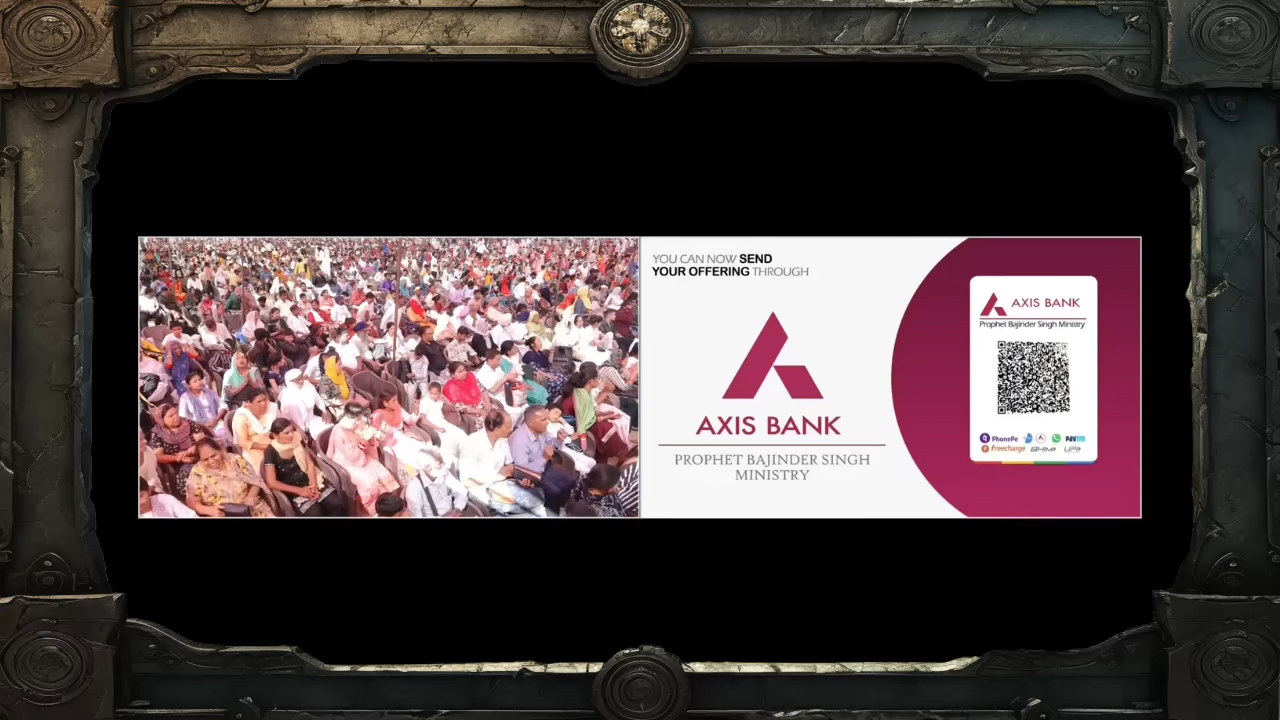 YOU CAN NOW SEND
YOUR OFFERING THROUGH
AXIS BANK
PROPHET BAJINDER SINGH
MINISTRY
AXIS BANK
Prophet Bajinder Singh Ministry
PhonePe
paytm
freecharge
BHIM
UPI